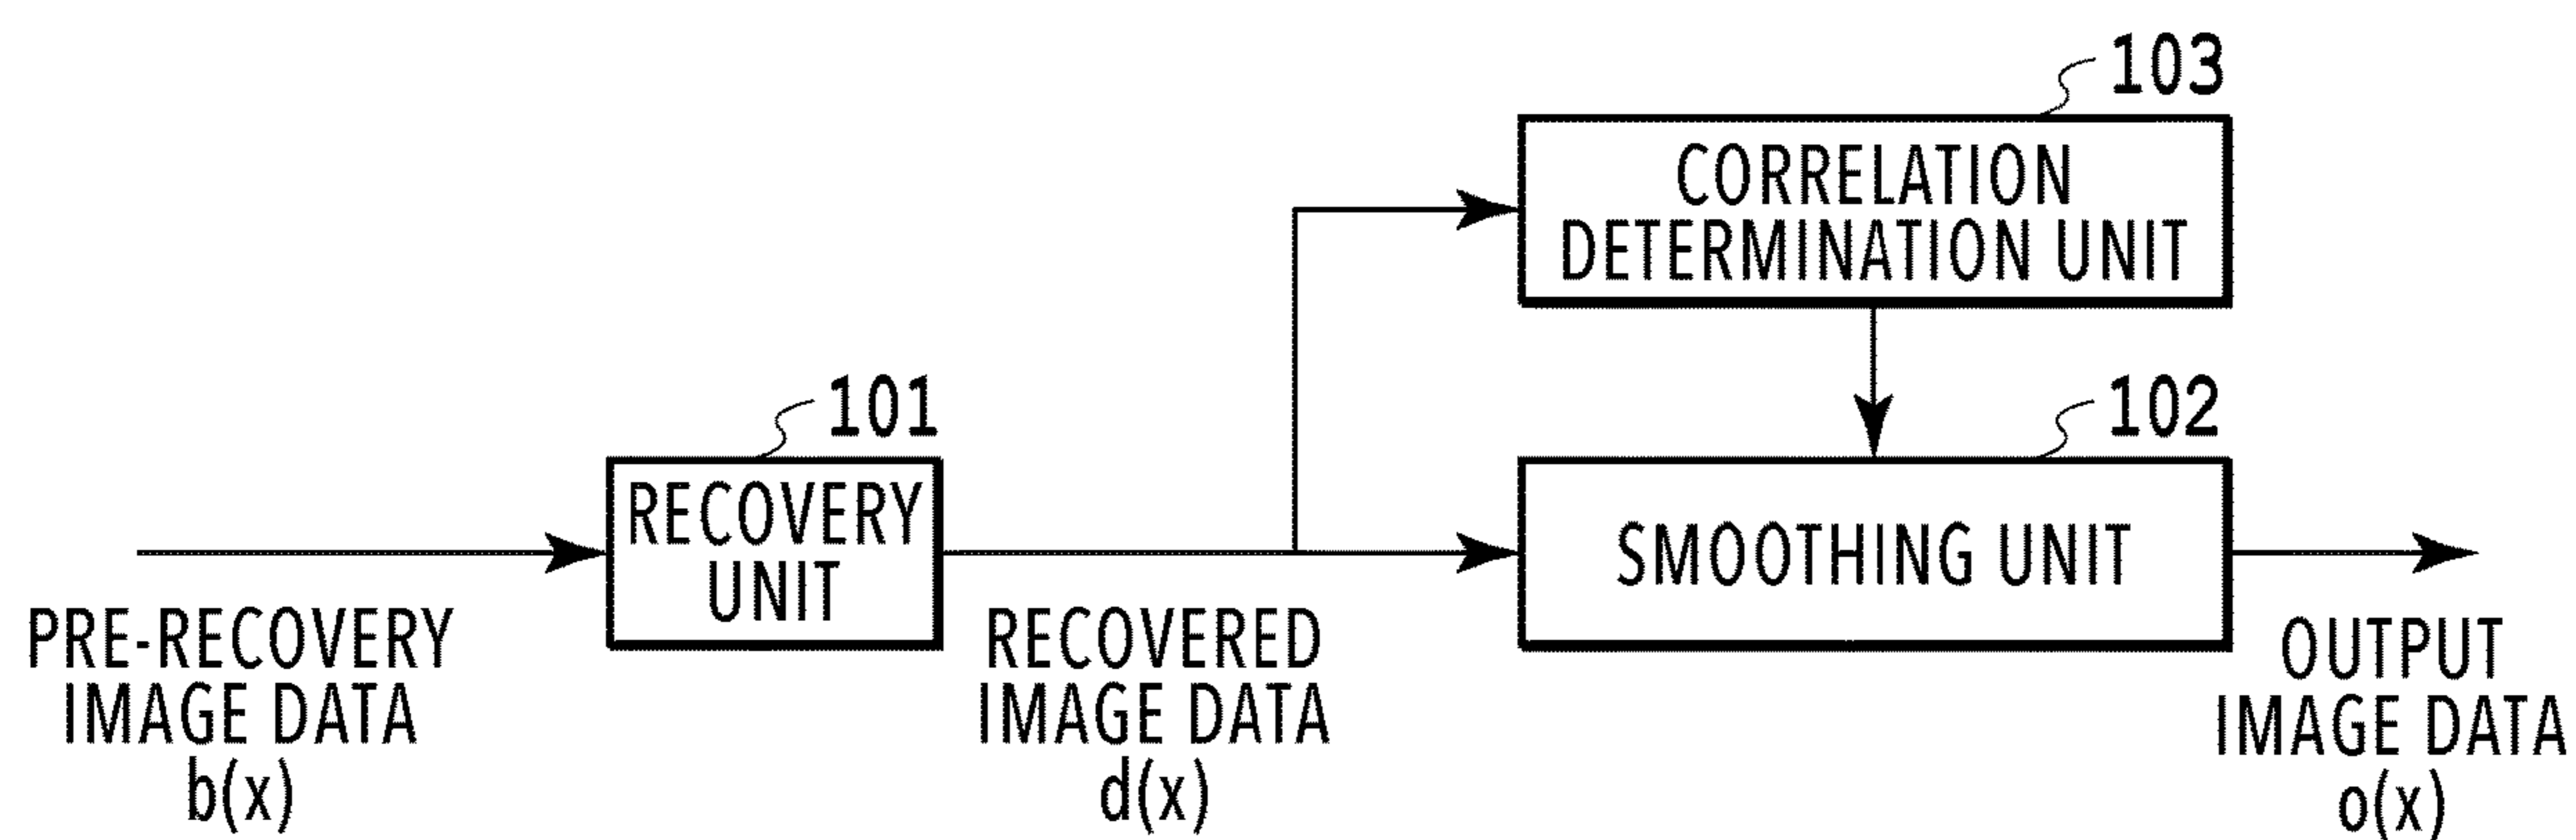 103
CORRELATION
DETERMINATION UNIT
101
102
RECOVERY
UNIT
SMOOTHING UNIT
PRE-RECOVERY
IMAGE DATA
b(x)
RECOVERED
IMAGE DATA
d(x)
OUTPUT
IMAGE DATA
o(x)